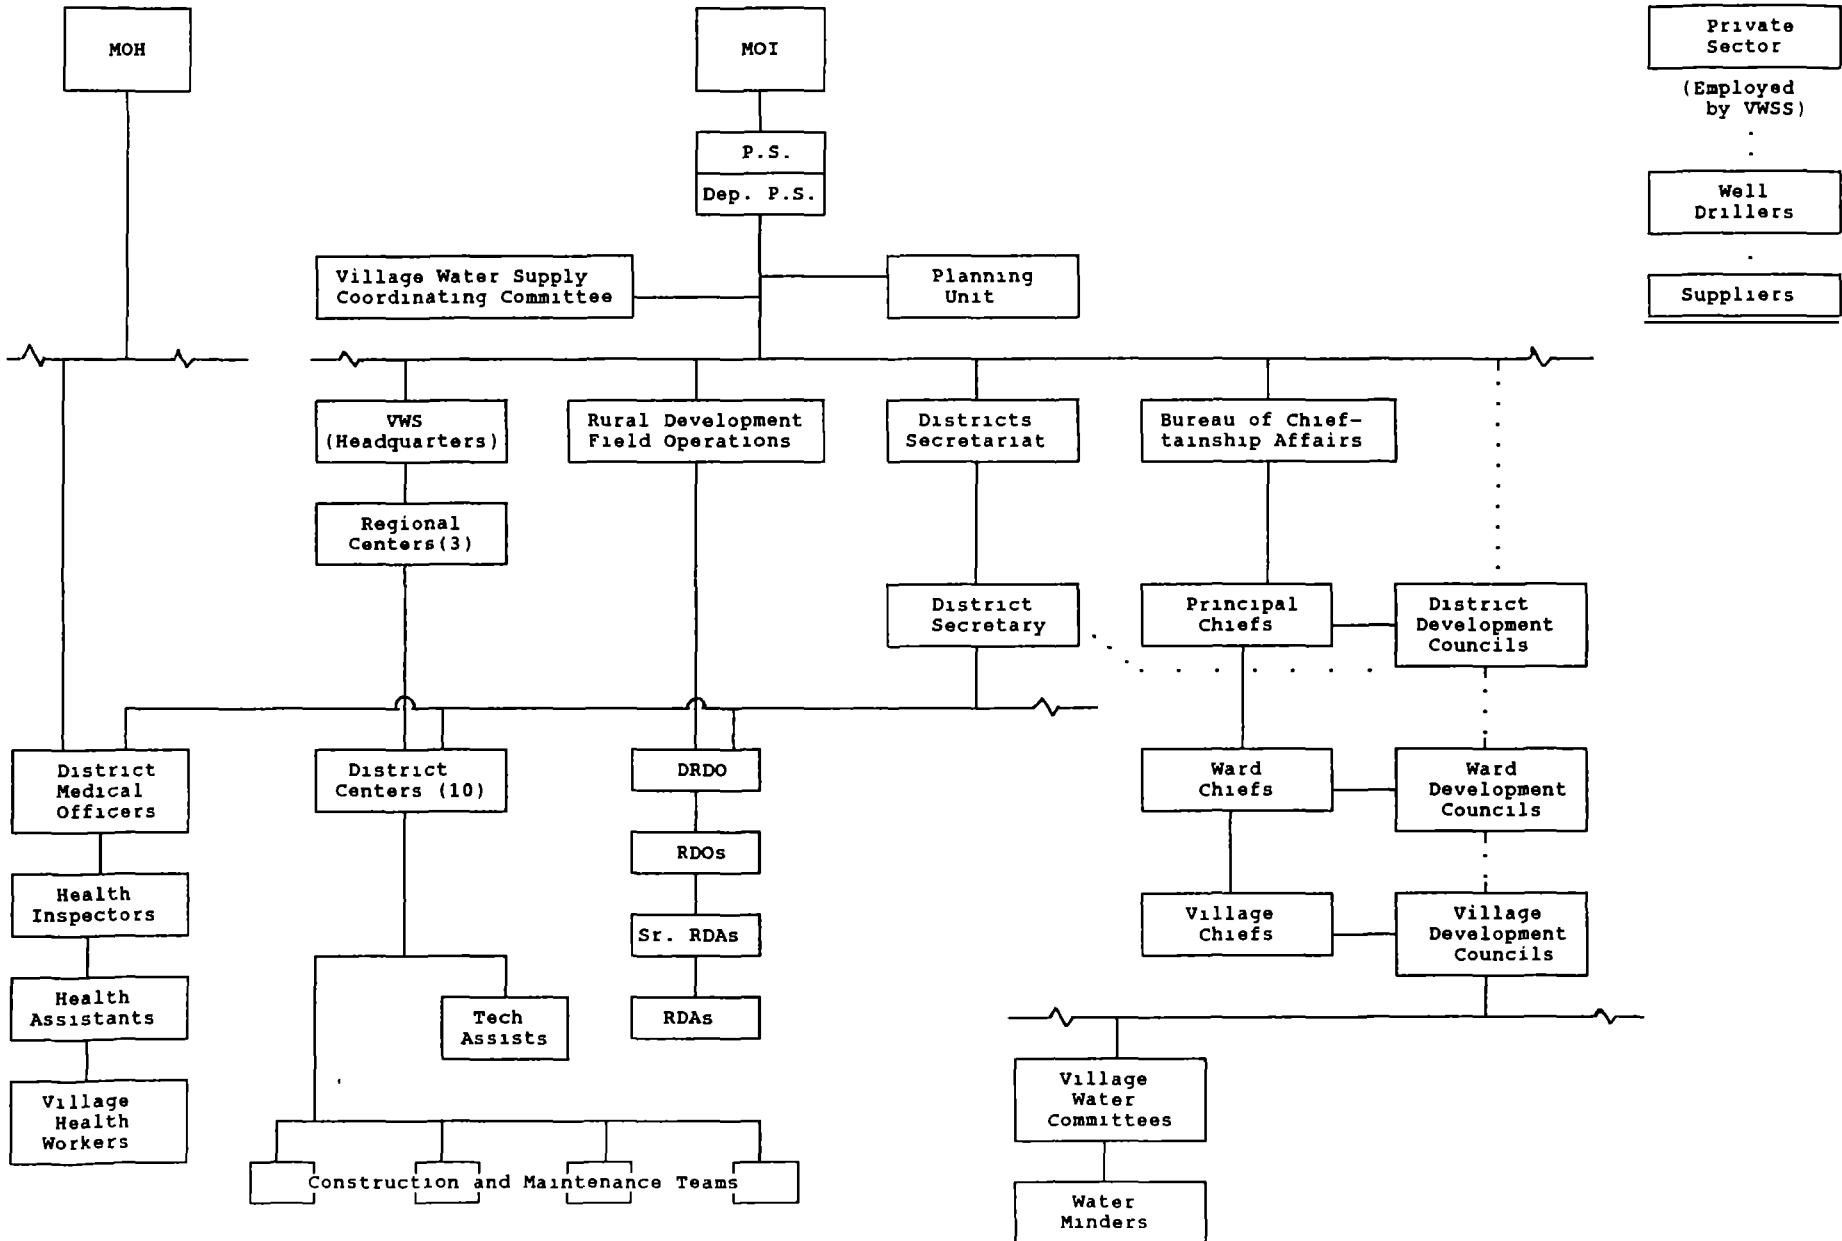 MOH
MOI
Private
Sector
(Employed
by VWSS)
P.S.
Dep. P.S.
Well
Drillers
Village Water Supply
Coordinating Committee
Planning
Unit
Suppliers
VWS
(Headquarters)
Rural Development
Field Operations
Districts
Secretariat
Bureau of Chief-
tainship Affairs
Regional
Centers(3)
District
Secretary
Principal
Chiefs
District
Development
Councils
District
Medical
Officers
District
Centers (10)
DRDO
Ward
Chiefs
Ward
Development
Councils
RDOs
Health
Inspectors
Sr. RDAs
Village
Chiefs
Village
Development
Councils
Health
Assistants
Tech
Assists
RDAs
Village
Health
Workers
Village
Water
Committees
Construction and Maintenance Teams
Water
Minders